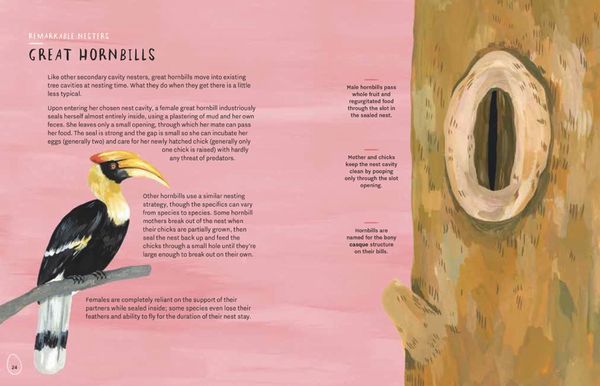 REMARKABLE NESTERS
GREAT HORNBILLS
Like other secondary cavity nesters, great hornbills move into existing
tree cavities at nesting time. What they do when they get there is a little
less typical.
Upon entering her chosen nest cavity, a female great hornbill industriously
seals herself almost entirely inside, using a plastering of mud and her own
feces. She leaves only a small opening, through which her mate can pass
her food. The seal is strong and the gap is small so she can incubate her
eggs (generally two) and care for her newly hatched chick (generally only
one chick is raised) with hardly
any threat of predators.
Other hornbills use a similar nesting
strategy, though the specifics can vary
from species to species. Some hornbill
mothers break out of the nest when
their chicks are partially grown, then
seal the nest back up and feed the
chicks through a small hole until they're
large enough to break out on their own.
Females are completely reliant on the support of their
partners while sealed inside; some species even lose their
feathers and ability to fly for the duration of their nest stay.
24
Male hornbills pass
whole fruit and
regurgitated food
through the slot in
the sealed nest.
Mother and chicks
keep the nest cavity
clean by pooping
only through the slot
opening.
Hornbills are
named for the bony
casque structure
on their bills.